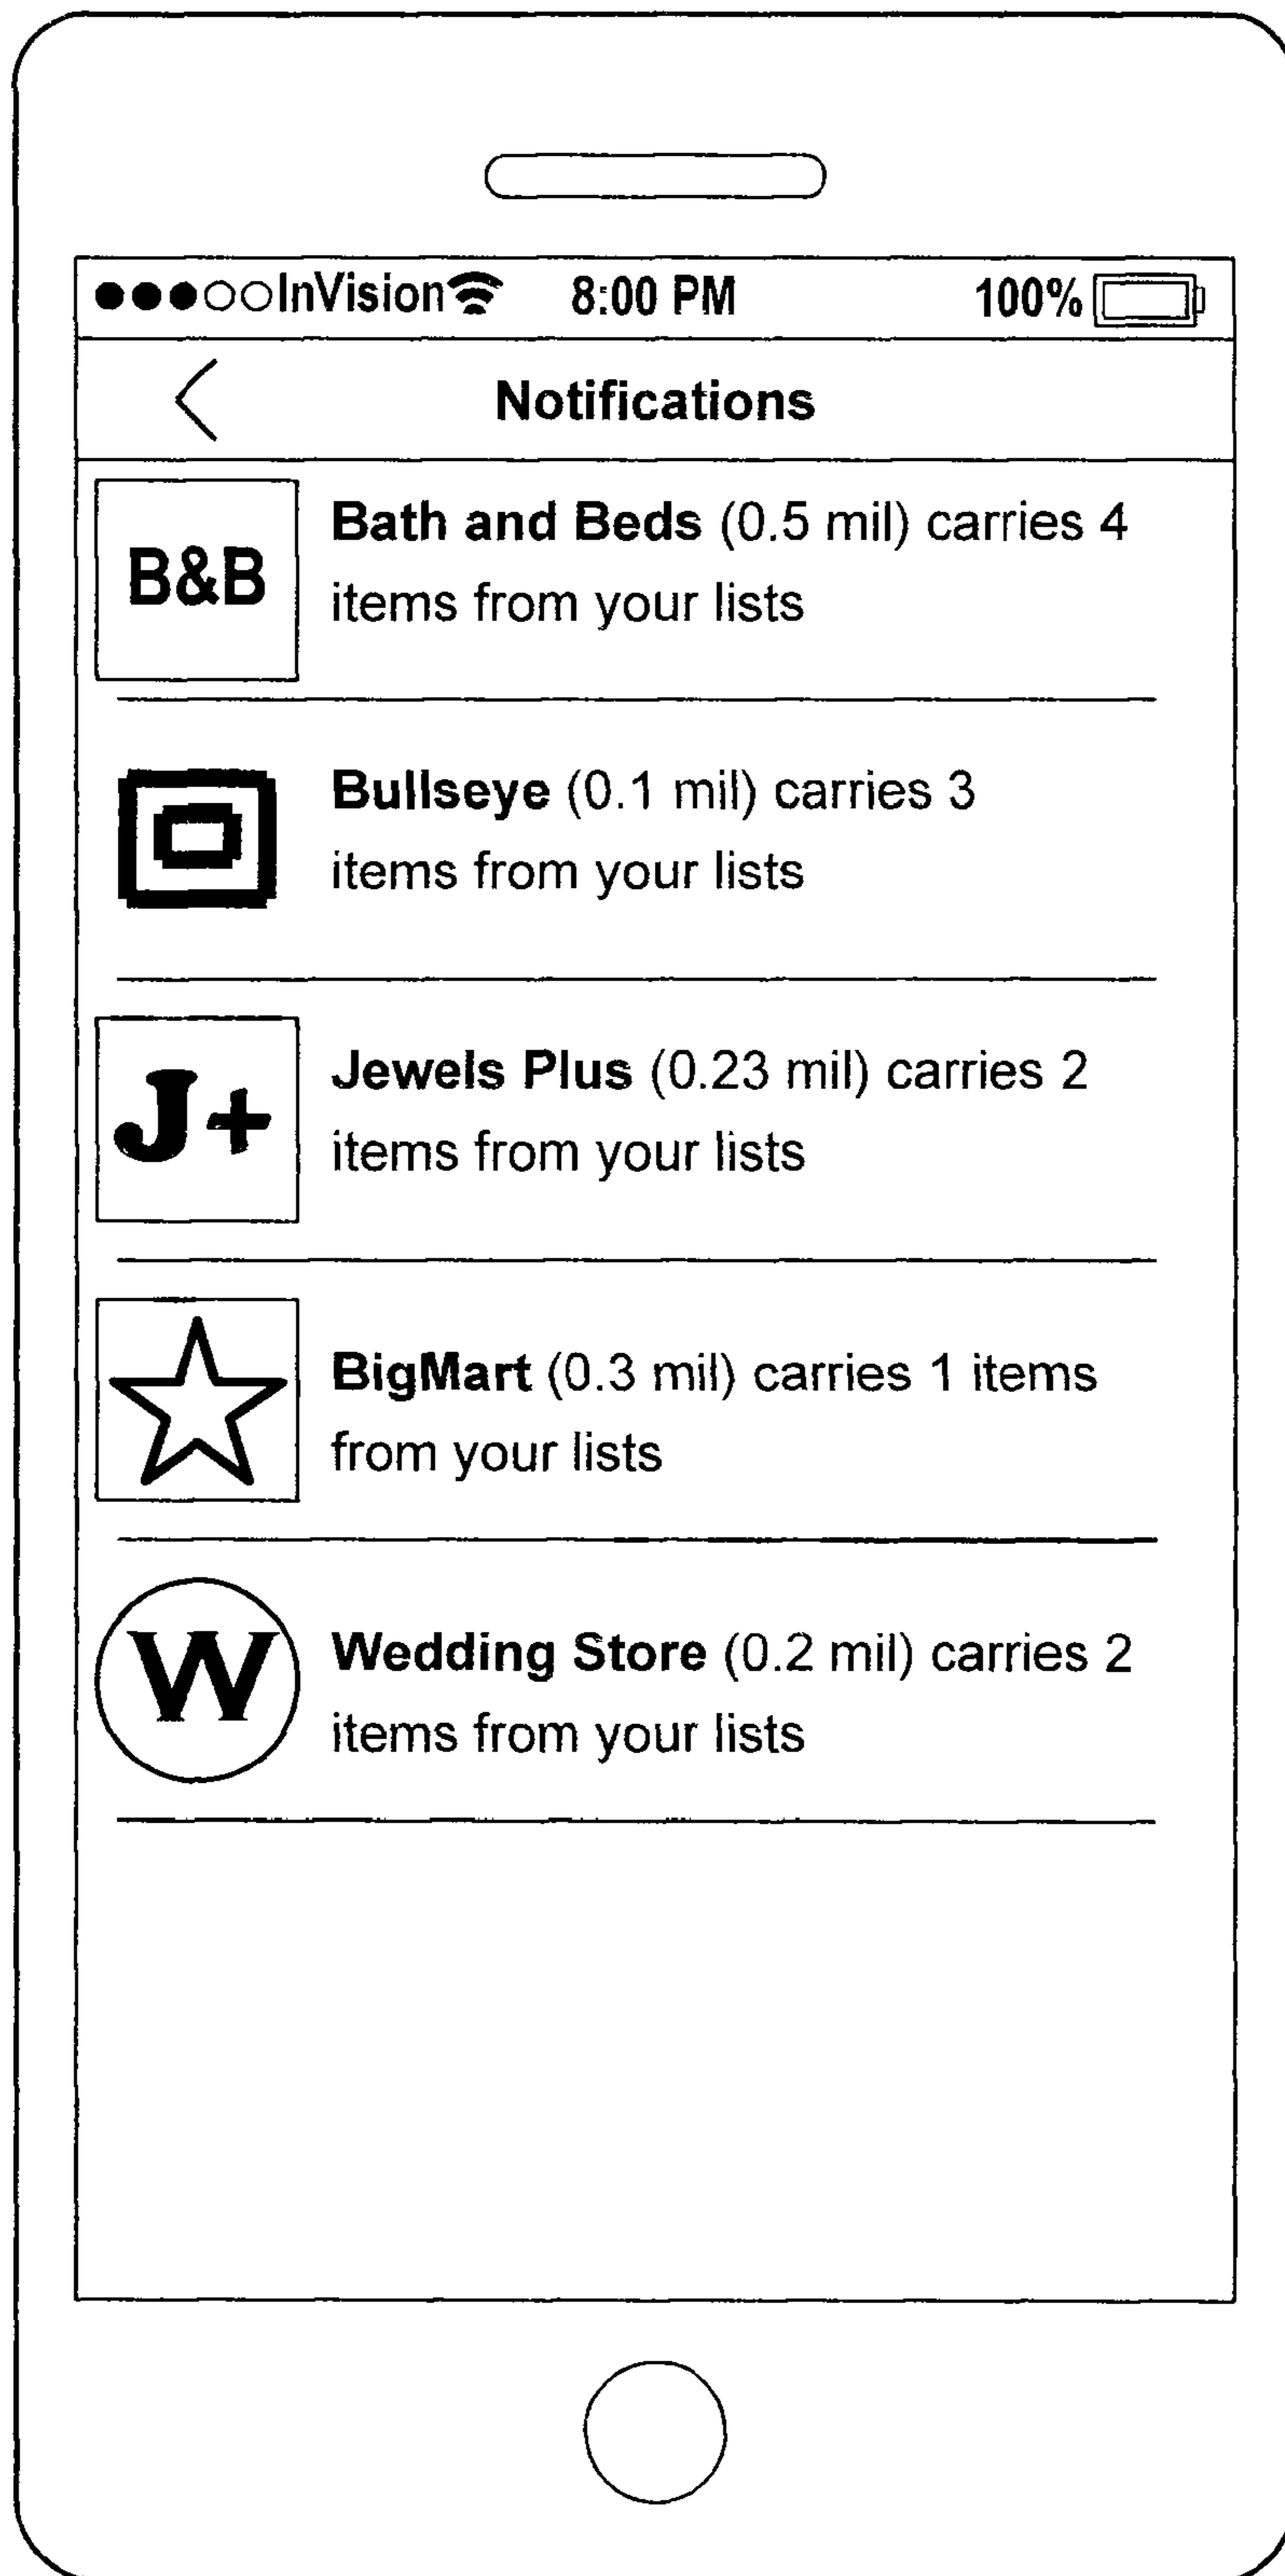 InVision 8:00 PM 100%
Notifications
B&B
Bath and Beds (0.5 mil) carries 4
items from your lists
Bullseye (0.1 mil) carries 3
items from your lists
J+
Jewels Plus (0.23 mil) carries 2
items from your lists
BigMart (0.3 mil) carries 1 items
from your lists
W
Wedding Store (0.2 mil) carries 2
items from your lists